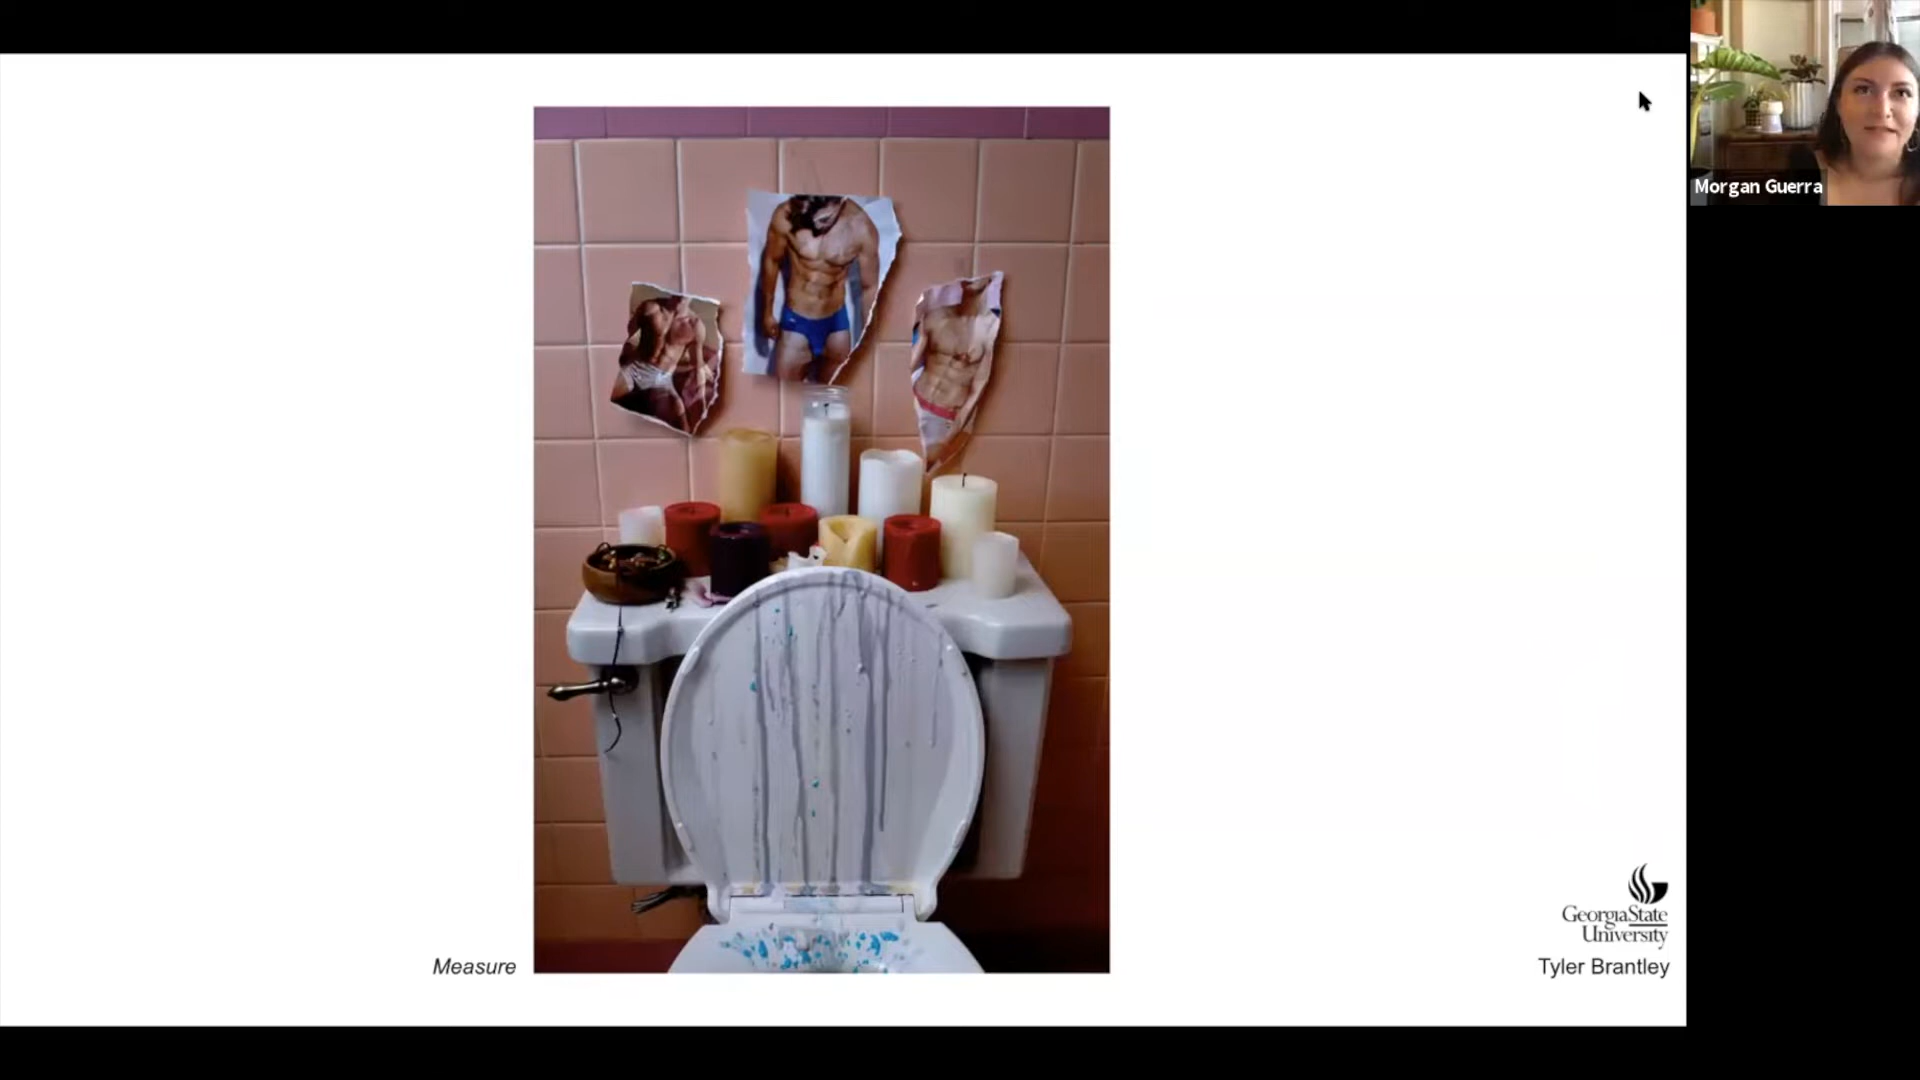 Morgan Guerra
Georgia State
University
Measure
Tyler Brantley